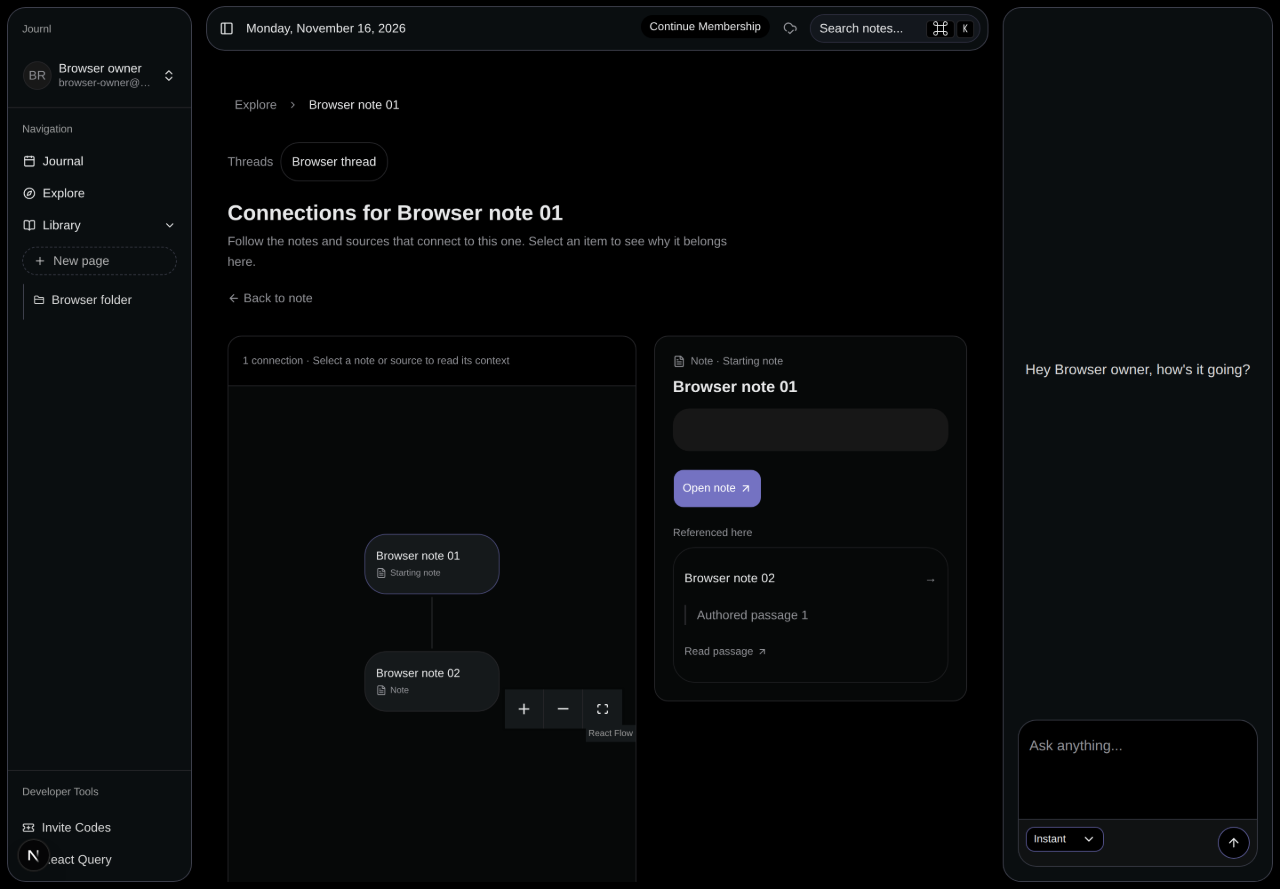 Journl
BR
Browser owner
browser-owner@...
Navigation
Journal
Explore
Library
New page
Browser folder
Developer Tools
Invite Codes
N
eact Query
Monday, November 16, 2026
Continue Membership
Search notes...
⌘ K
Explore › Browser note 01
Threads Browser thread
Connections for Browser note 01
Follow the notes and sources that connect to this one. Select an item to see why it belongs
here.
← Back to note
1 connection · Select a note or source to read its context
Browser note 01
Starting note
Browser note 02
Note
React Flow
Note · Starting note
Browser note 01
Open note
Referenced here
Browser note 02 →
Authored passage 1
Read passage
Hey Browser owner, how's it going?
Ask anything...
Instant